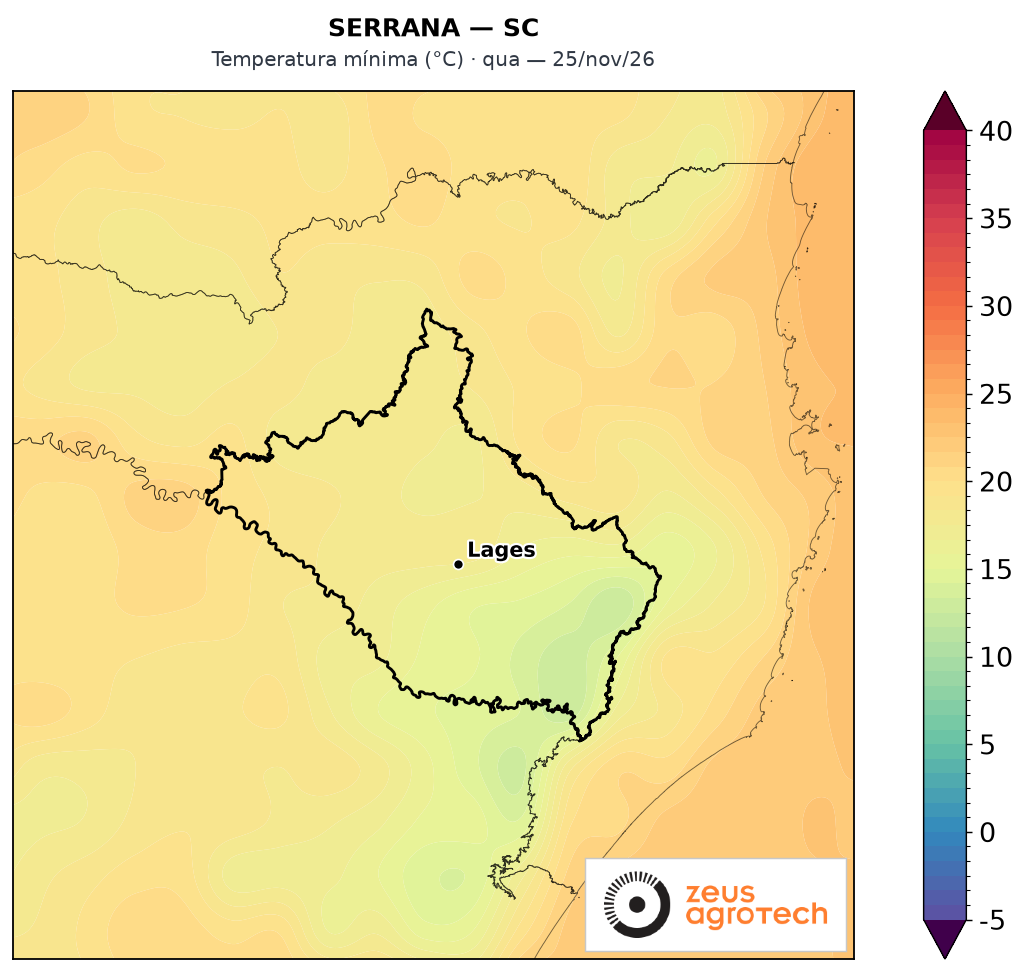 SERRANA — SC
Temperatura mínima (°C) · qua — 25/nov/26
40
35
30
25
20
15
10
5
0
-5
Lages
zeus
agrotech